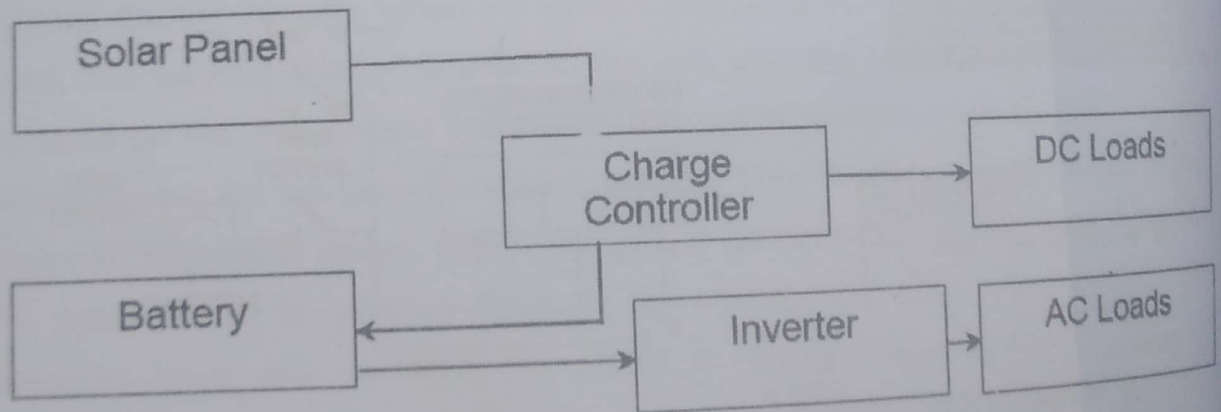 Solar Panel
Charge
Controller
DC Loads
Battery
Inverter
AC Loads